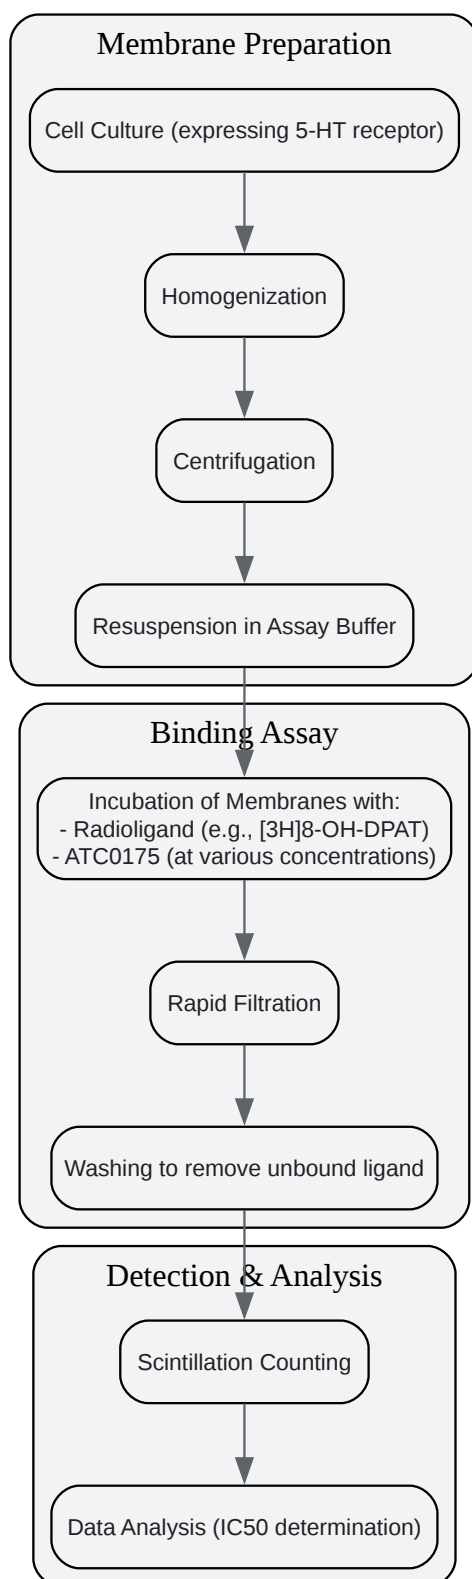 Membrane Preparation
Cell Culture (expressing 5-HT receptor)
Homogenization
Centrifugation
Resuspension in Assay Buffer
Binding Assay
Incubation of Membranes with:
- Radioligand (e.g., [3H]8-OH-DPAT)
- ATC0175 (at various concentrations)
Rapid Filtration
Washing to remove unbound ligand
Detection & Analysis
Scintillation Counting
Data Analysis (IC50 determination)